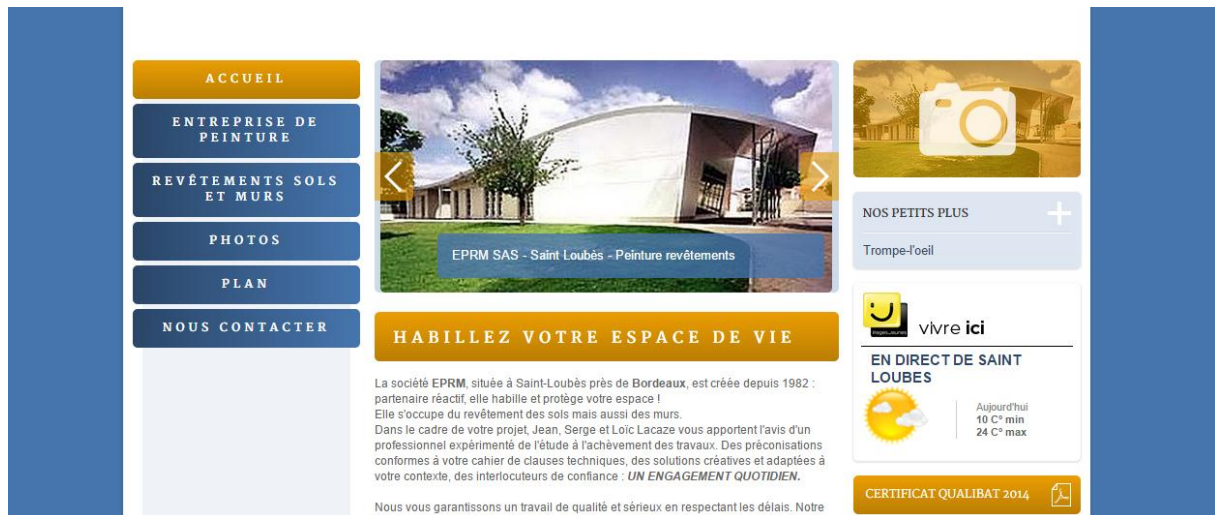 ACCUEIL
ENTREPRISE DE
PEINTURE
REVÊTEMENTS SOLS
ET MURS
PHOTOS
PLAN
NOUS CONTACTER
EPRM SAS - Saint Loubès - Peinture revêtements
HABILLEZ VOTRE ESPACE DE VIE
La société EPRM, située à Saint-Loubès près de Bordeaux, est créée depuis 1982 :
partenaire réactif, elle habille et protège votre espace !
Elle s'occupe du revêtement des sols mais aussi des murs.
Dans le cadre de votre projet, Jean, Serge et Loïc Lacaze vous apportent l'avis d'un
professionnel expérimenté de l'étude à l'achèvement des travaux. Des préconisations
conformes à votre cahier de clauses techniques, des solutions créatives et adaptées à
votre contexte, des interlocuteurs de confiance : UN ENGAGEMENT QUOTIDIEN.
Nous vous garantissons un travail de qualité et sérieux en respectant les délais. Notre
NOS PETITS PLUS
Trompe-l'oeil
vivre ici
EN DIRECT DE SAINT
LOUBES
Aujourd'hui
10 C° min
24 C° max
CERTIFICAT QUALIBAT 2014